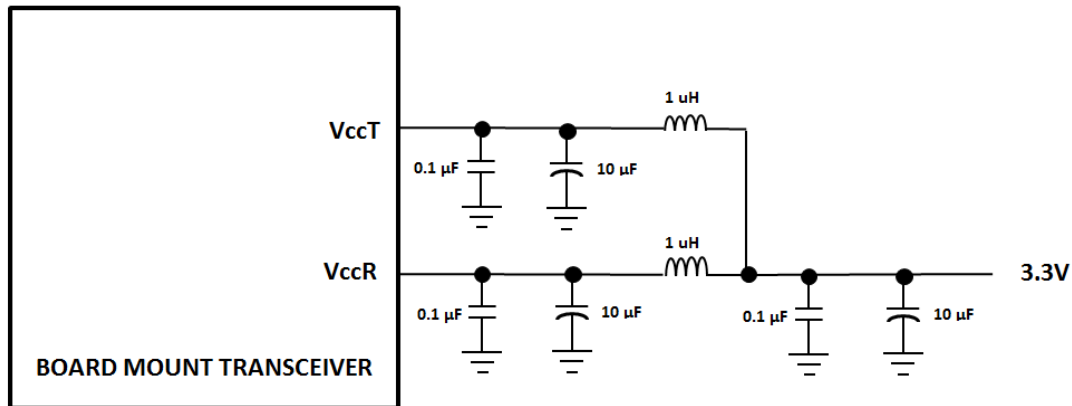 1 uH
VccT
0.1 µF
10 µF
1 uH
VccR
3.3V
0.1 µF
10 µF
0.1 µF
10 µF
BOARD MOUNT TRANSCEIVER